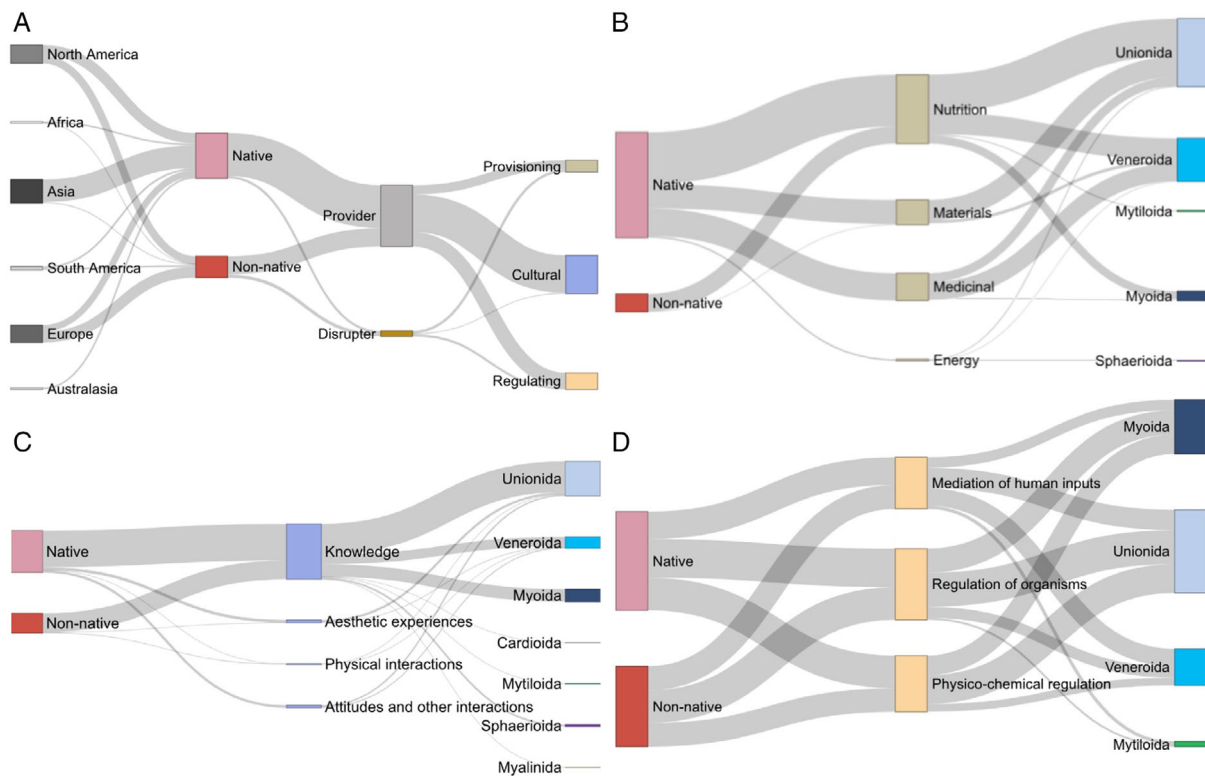 A
North America
Africa
Asia
South America
Europe
Australasia
Native
Non-native
Provider
Disrupter
Provisioning
Cultural
Regulating
B
Native
Non-native
Nutrition
Materials
Medicinal
Energy
Unionida
Veneroida
Mytiloida
Myoida
Sphaerioida
C
Native
Non-native
Knowledge
Aesthetic experiences
Physical interactions
Attitudes and other interactions
Unionida
Veneroida
Myoida
Cardioida
Mytiloida
Sphaerioida
Myalinida
D
Native
Non-native
Mediation of human inputs
Regulation of organisms
Physico-chemical regulation
Myoida
Unionida
Veneroida
Mytiloida